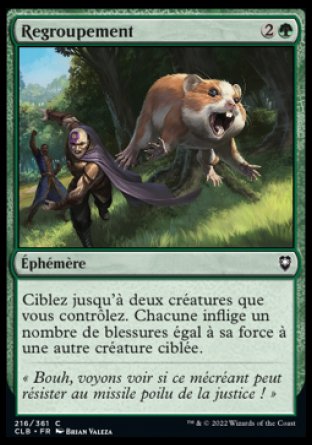 Regroupement 2
Éphémère
Ciblez jusqu'à deux créatures que
vous contrôlez. Chacune inflige un
nombre de blessures égal à sa force à
une autre créature ciblée.
« Bouh, voyons voir si ce mécréant peut
résister au missile poilu de la justice ! »
216/361 C
CLB • FR Brian Valeza
™ & © 2022 Wizards of the Coast